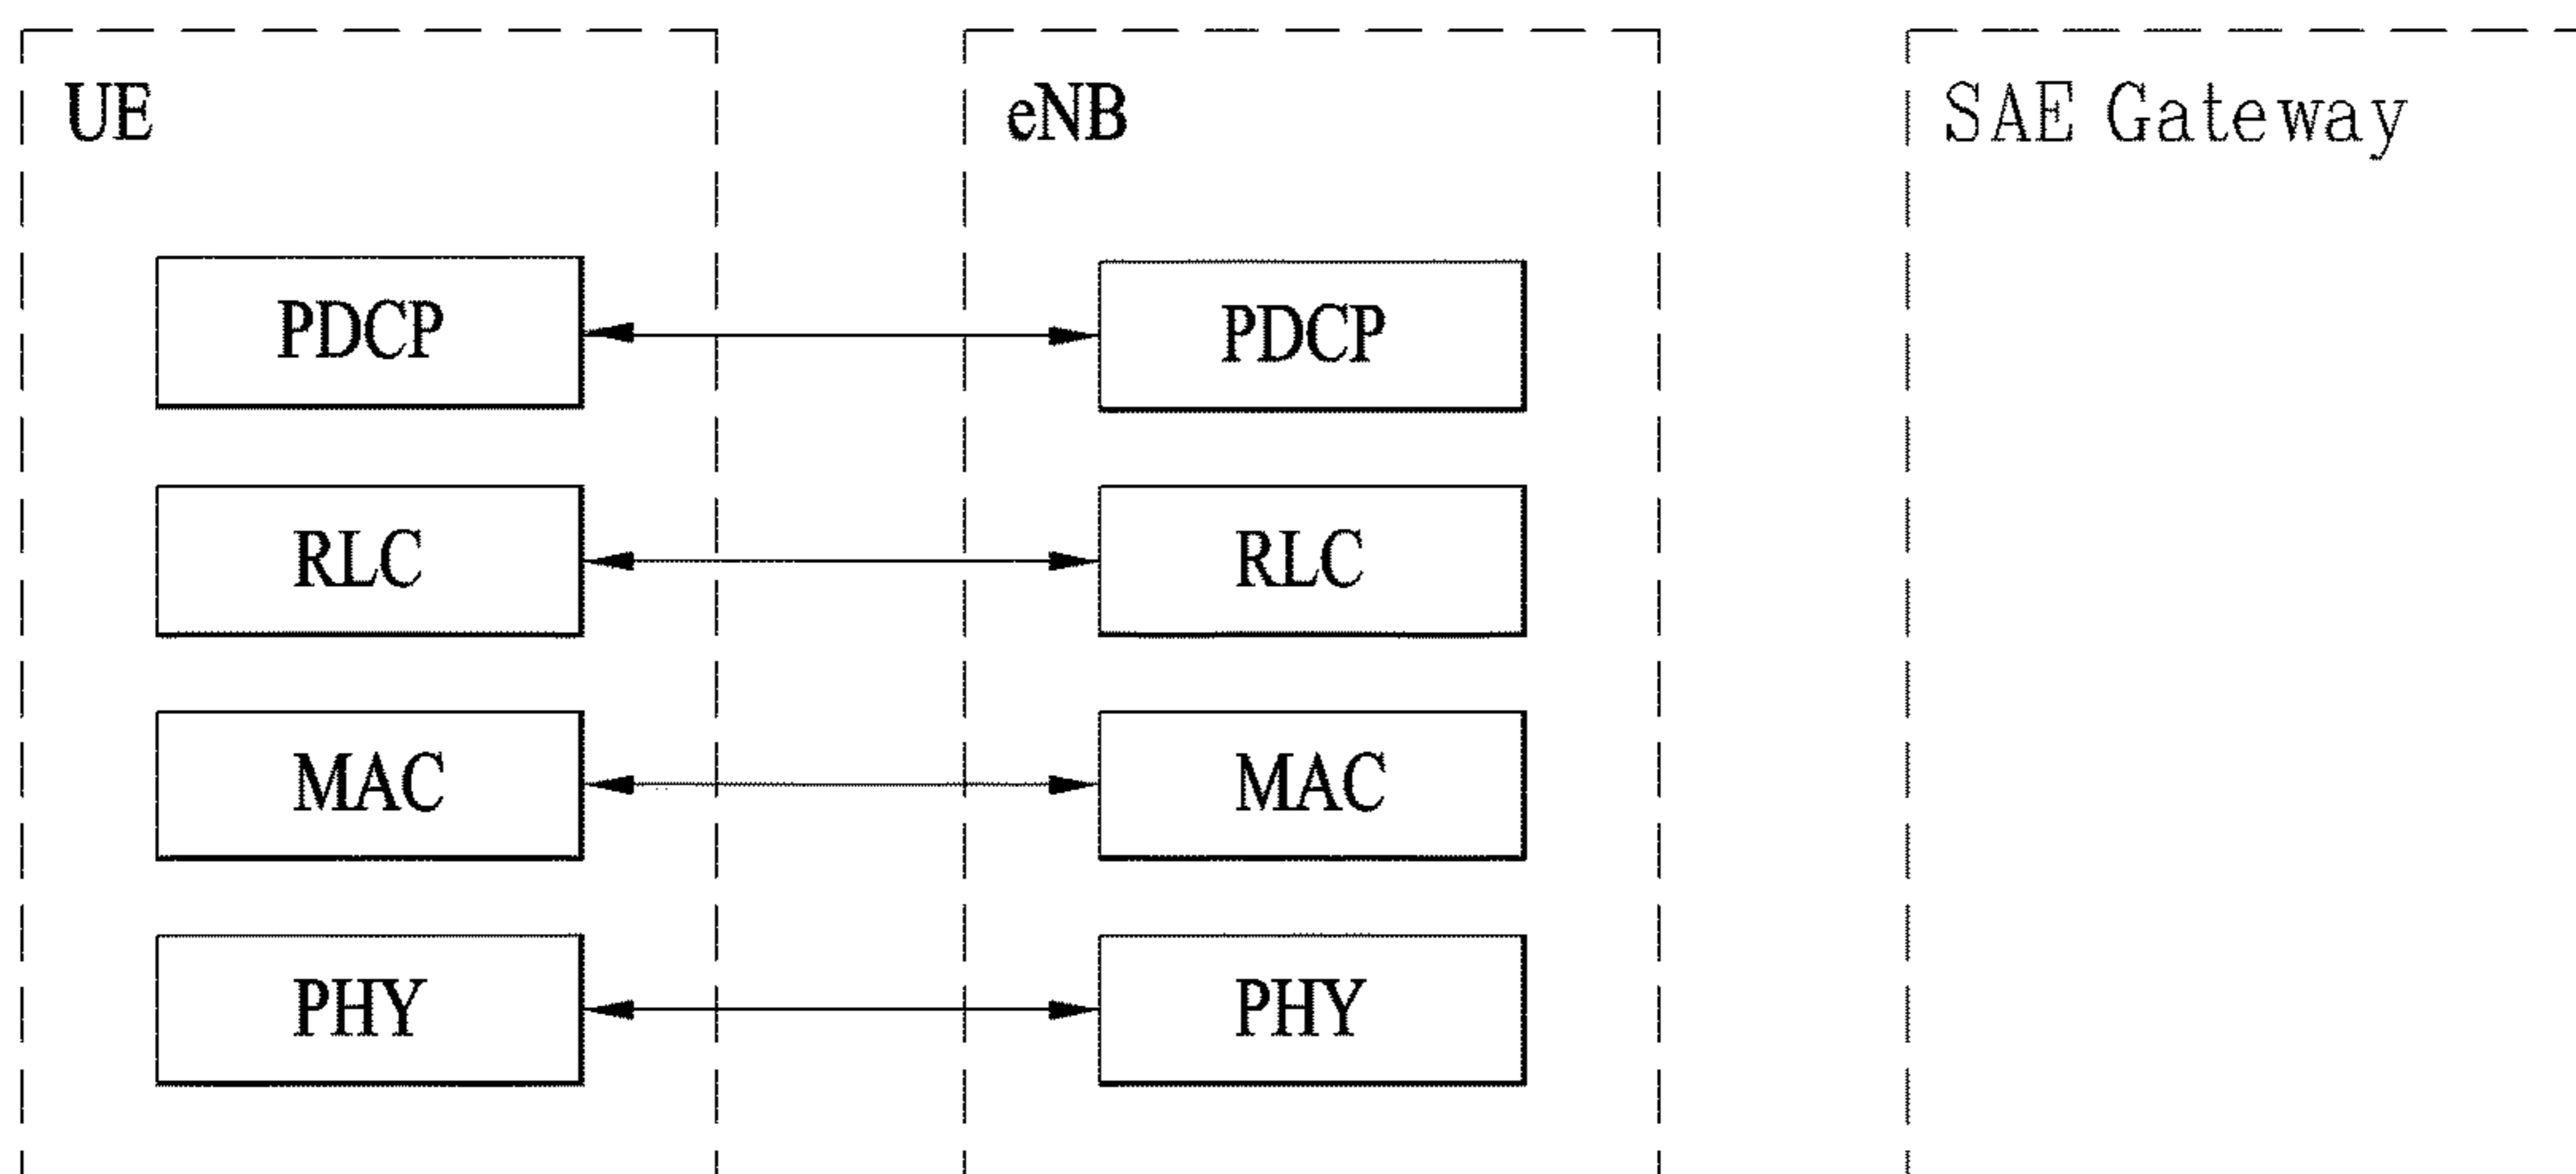 UE
eNB
SAE Gateway
PDCP
PDCP
RLC
RLC
MAC
MAC
PHY
PHY